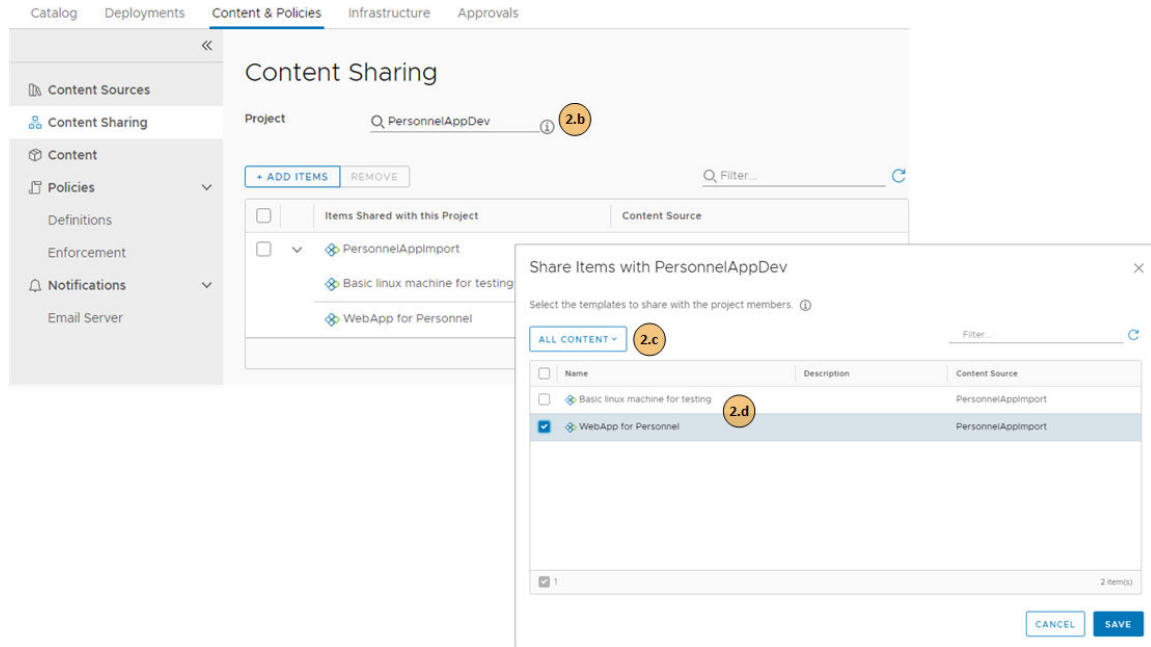 Catalog Deployments Content & Policies Infrastructure Approvals
Content Sources
Content Sharing
Content
Policies
Definitions
Enforcement
Notifications
Email Server
Content Sharing
Project PersonnelAppDev 2.b
+ ADD ITEMS REMOVE Filter...
Items Shared with this Project Content Source
PersonnelAppImport
Basic linux machine for testing
WebApp for Personnel
Share Items with PersonnelAppDev
Select the templates to share with the project members.
ALL CONTENT 2.c Filter...
Name Description Content Source
Basic linux machine for testing PersonnelAppImport
2.d
WebApp for Personnel PersonnelAppImport
1 2 item(s)
CANCEL SAVE